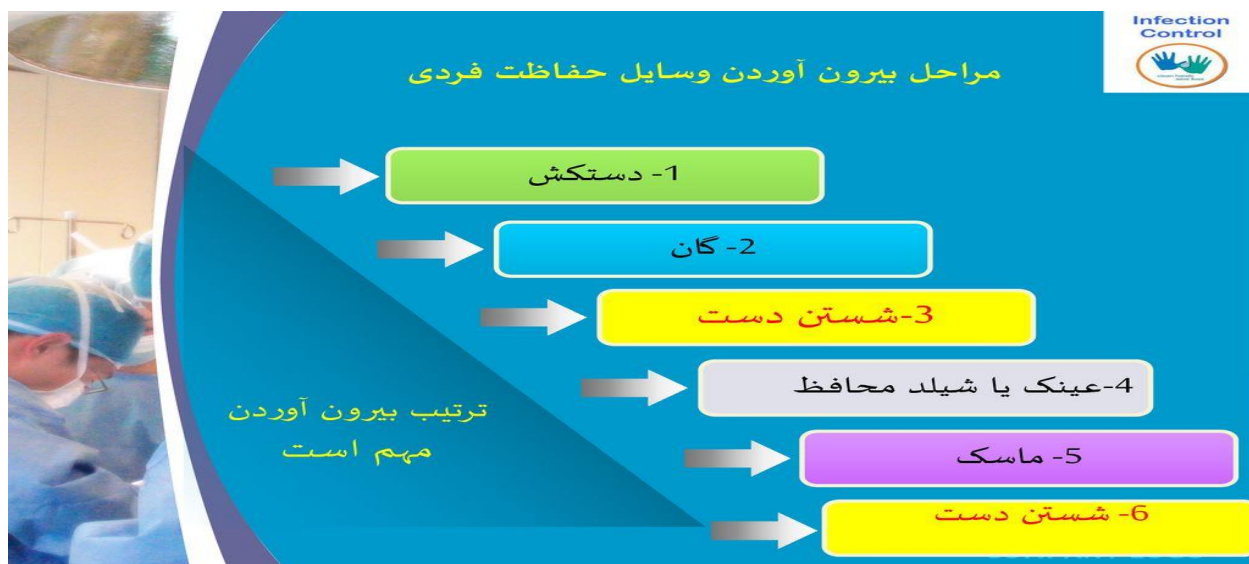 Infection
Control
مراحل بیرون آوردن وسایل حفاظت فردی
1- دستکش
2- گان
3-شستن دست
4-عینک یا شیلد محافظ
ترتیب بیرون آوردن
مهم است
5- ماسک
6- شستن دست